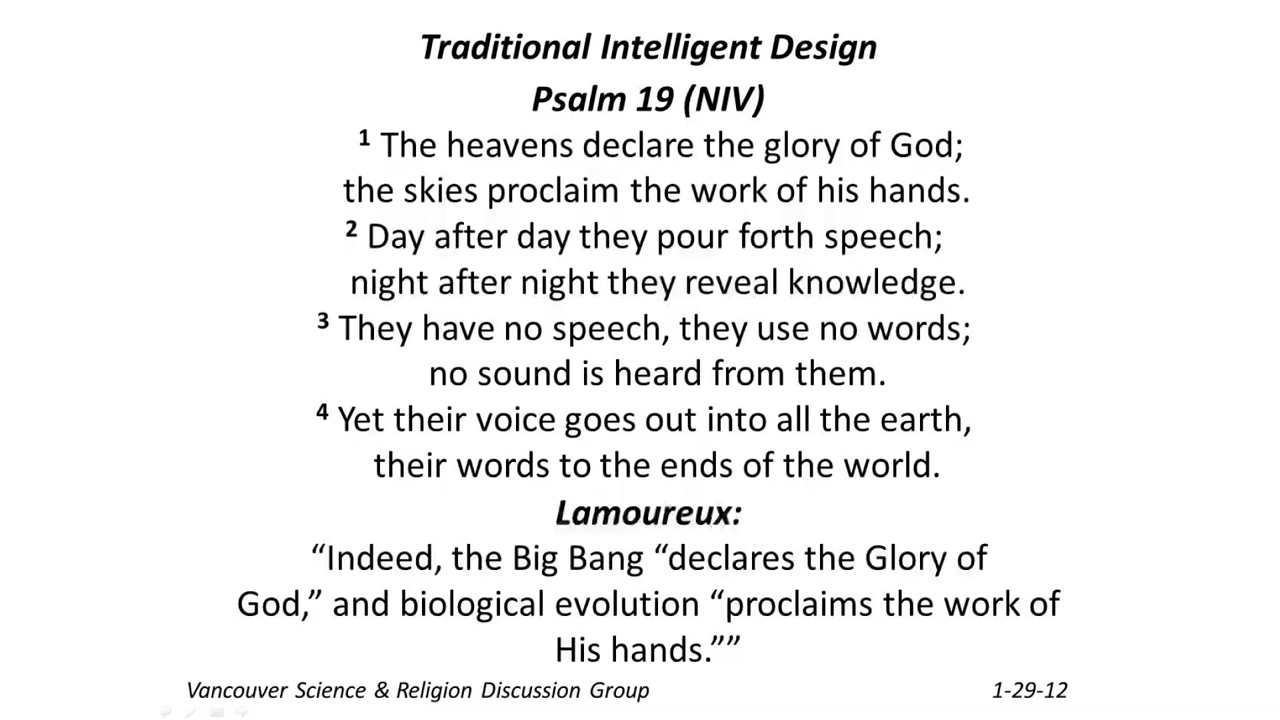 Traditional Intelligent Design
Psalm 19 (NIV)
1 The heavens declare the glory of God;
the skies proclaim the work of his hands.
2 Day after day they pour forth speech;
night after night they reveal knowledge.
3 They have no speech, they use no words;
no sound is heard from them.
4 Yet their voice goes out into all the earth,
their words to the ends of the world.
Lamoureux:
“Indeed, the Big Bang “declares the Glory of
God,” and biological evolution “proclaims the work of
His hands.””
Vancouver Science & Religion Discussion Group 1-29-12